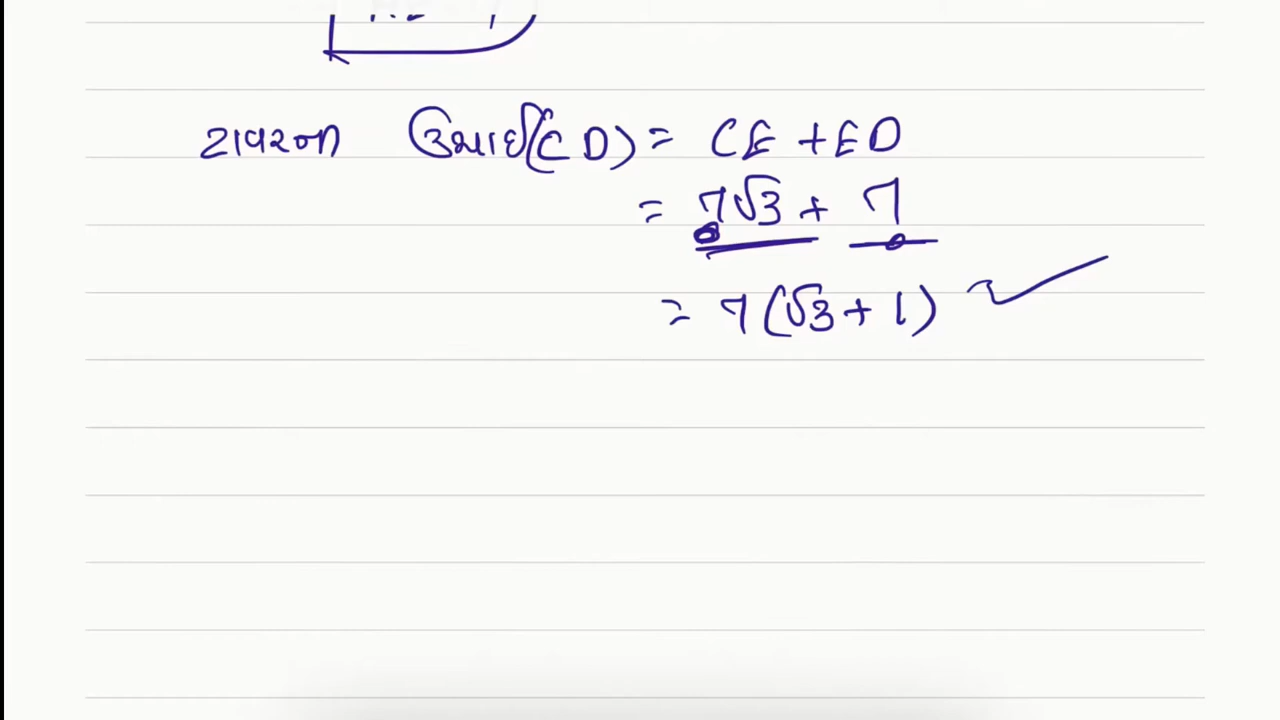 ટાવરની ઊંચાઈ (CD) = CE + ED
= 7√3 + 7
= 7(√3 + 1)